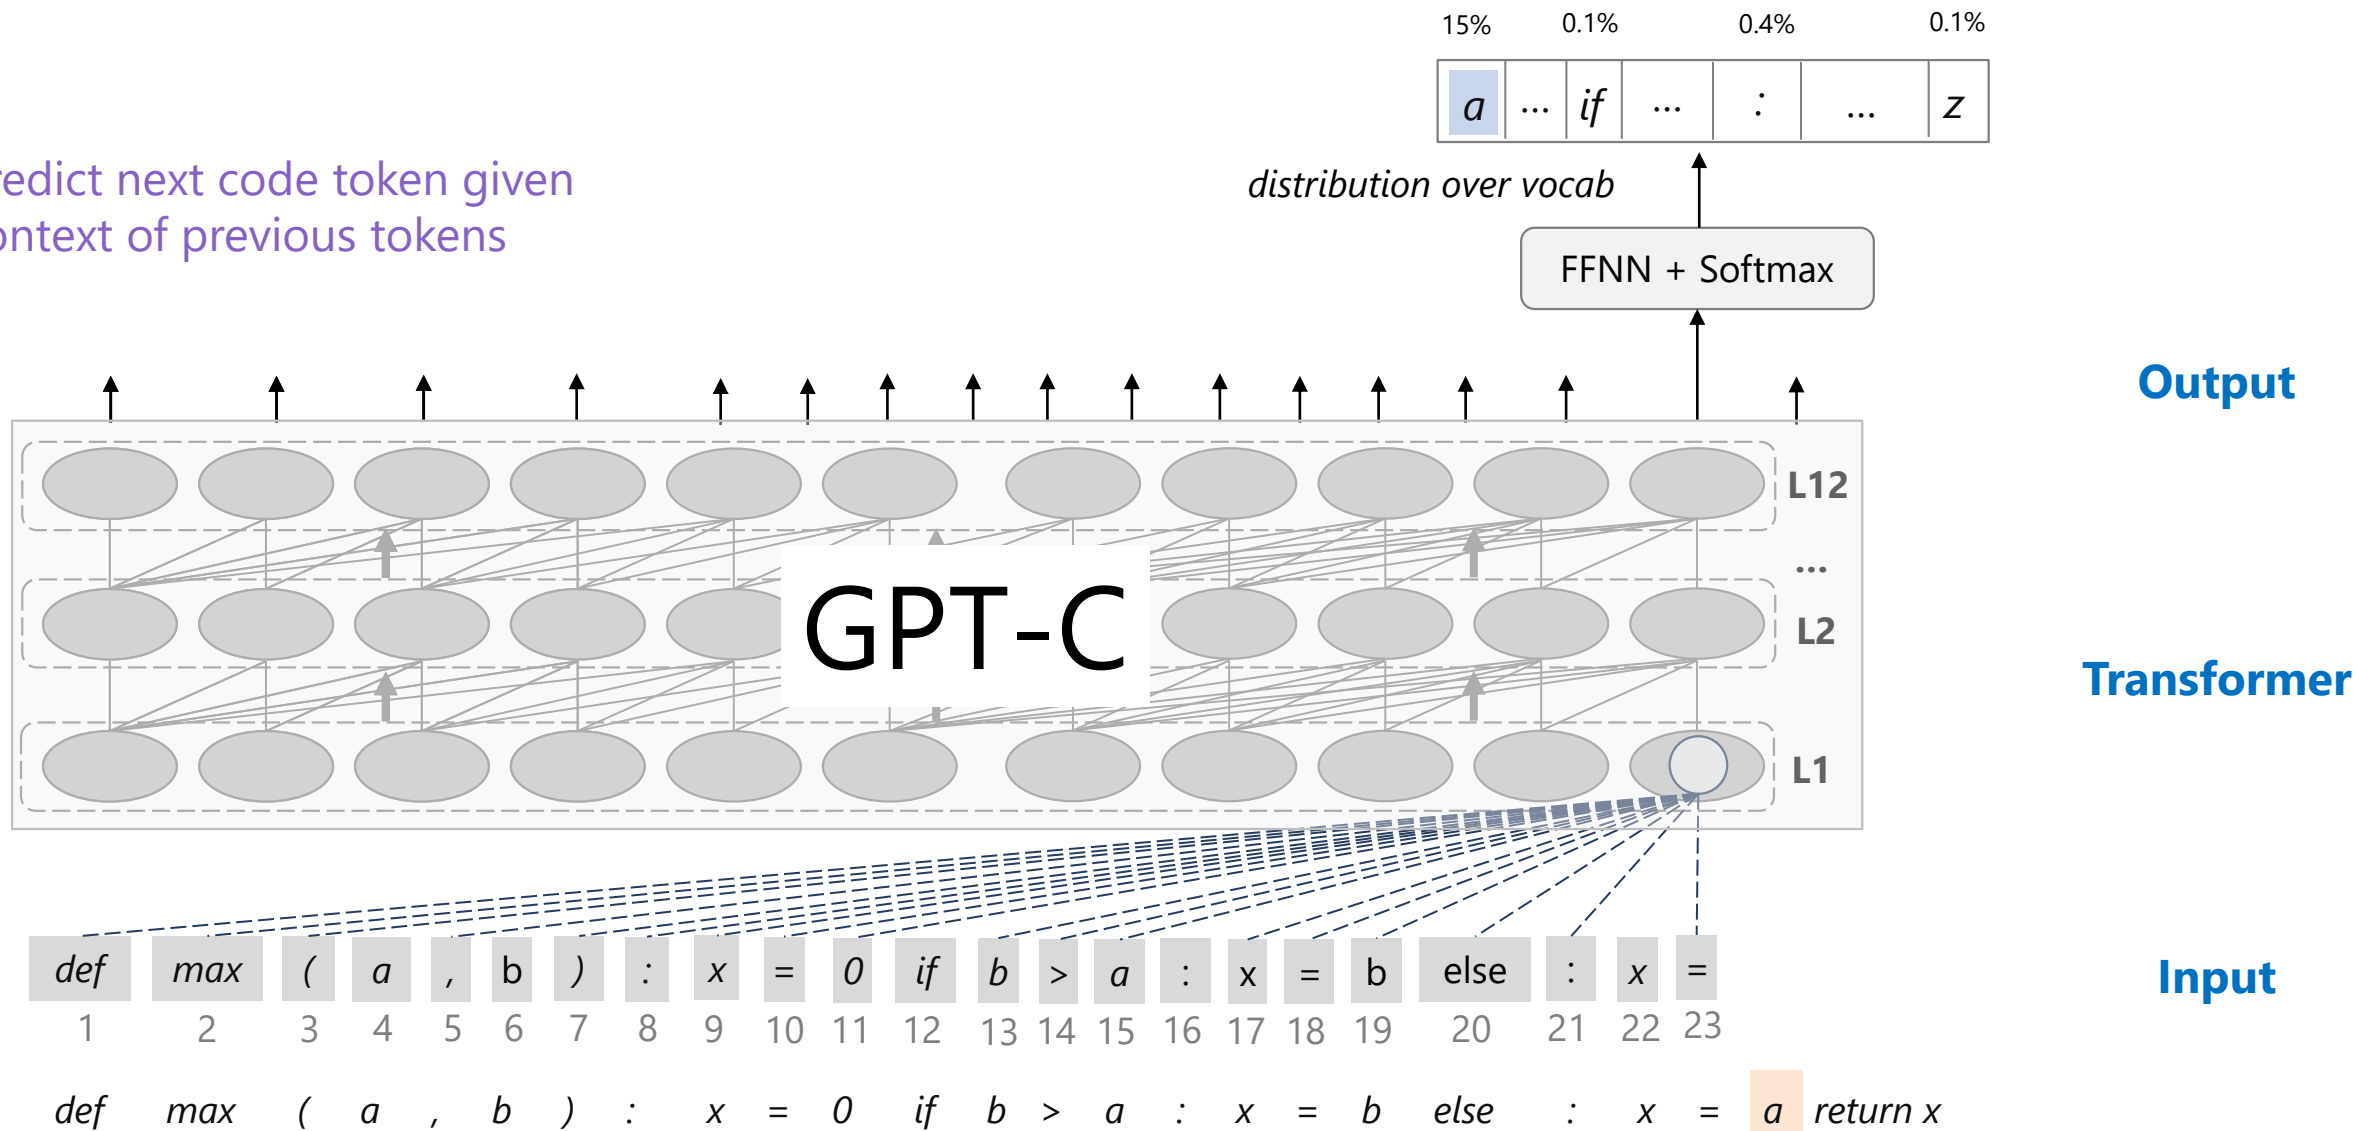 15% 0.1% 0.4% 0.1%
a ... if ... : ... z
redict next code token given
distribution over vocab
ontext of previous tokens
FFNN + Softmax
Output
L12
...
GPT-C
L2
Transformer
L1
def max ( a , b ) : x = 0 if b > a : x = b else : x =
Input
1 2 3 4 5 6 7 8 9 10 11 12 13 14 15 16 17 18 19 20 21 22 23
def max ( a , b ) : x = 0 if b > a : x = b else : x = a return x